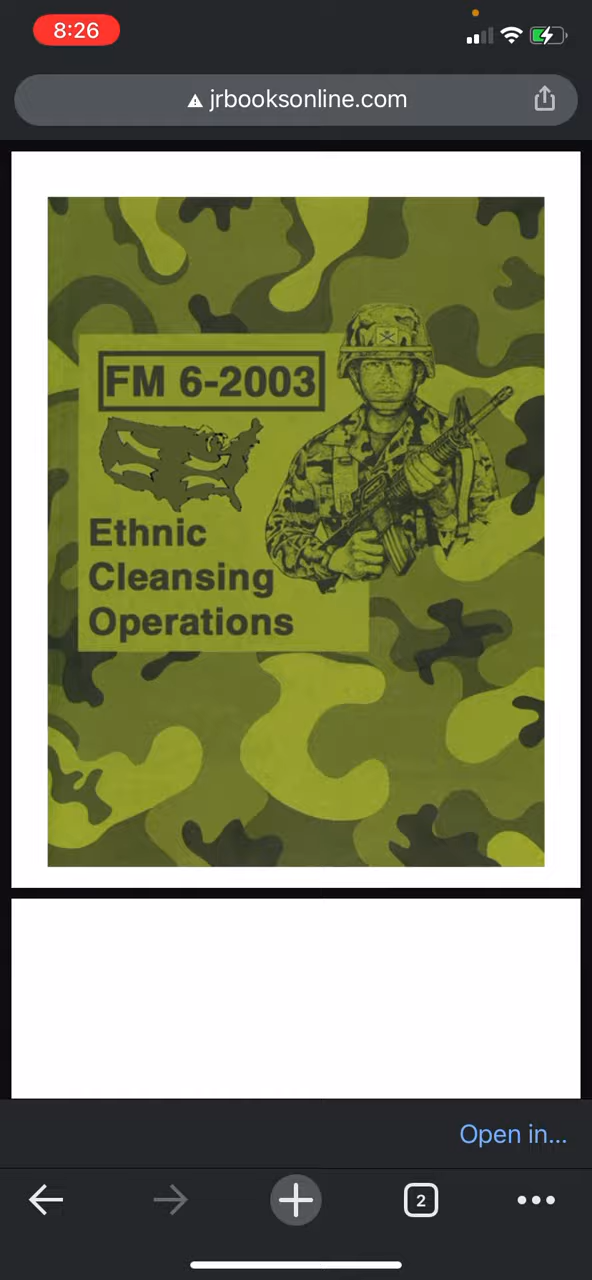 8:26
jrbooksonline.com
FM 6-2003
Ethnic
Cleansing
Operations
Open in...
2